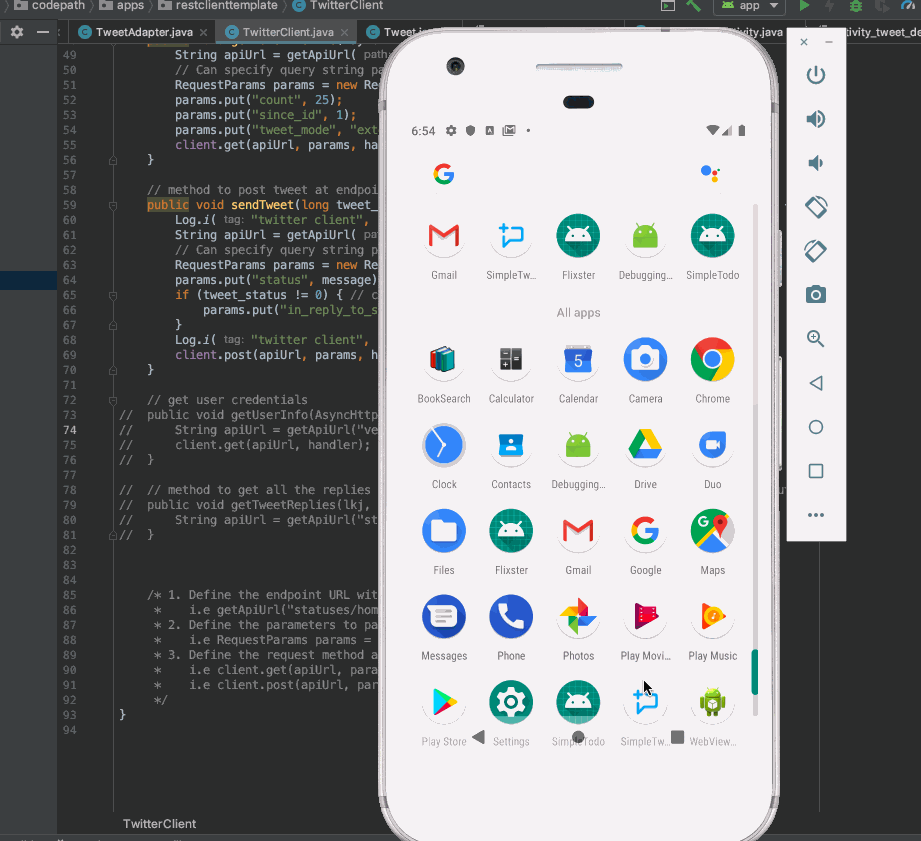 codepath
apps
restclienttemplate
TwitterClient
app
TweetAdapter.java
TwitterClient.java
49 String apiUrl = getApiUrl(
50 // Can specify query string pa
51 RequestParams params = new Re
52 params.put("count", 25);
53 params.put("since_id", 1);
54 params.put("tweet_mode", "ext
55 client.get(apiUrl, params, ha
56 }
57
58 // method to post tweet at endpoi
59 public void sendTweet(long tweet_
60 Log.i( tag: "twitter client",
61 String apiUrl = getApiUrl( pa
62 // Can specify query string p
63 RequestParams params = new Re
64 params.put("status", message)
65 if (tweet_status != 0) { // c
66 params.put("in_reply_to_s
67 }
68 Log.i( tag: "twitter client",
69 client.post(apiUrl, params, h
70 }
71
72 // get user credentials
73 // public void getUserInfo(AsyncHttp
74 // String apiUrl = getApiUrl("ve
75 // client.get(apiUrl, handler);
76 // }
77
78 // // method to get all the replies
79 // public void getTweetReplies(lkj,
80 // String apiUrl = getApiUrl("st
81 // }
82
83
84
85 /* 1. Define the endpoint URL wit
86 * i.e getApiUrl("statuses/hom
87 * 2. Define the parameters to pa
88 * i.e RequestParams params =
89 * 3. Define the request method a
90 * i.e client.get(apiUrl, para
91 * i.e client.post(apiUrl, par
92 */
93 }
94
TwitterClient
6:54
Gmail
SimpleTw...
Flixster
Debugging...
SimpleTodo
All apps
BookSearch
Calculator
5
Calendar
Camera
Chrome
Clock
Contacts
Debugging...
Drive
Duo
Files
Flixster
Gmail
Google
Maps
Messages
Phone
Photos
Play Movi...
Play Music
Play Store
Settings
SimpleTodo
SimpleTw...
WebView...